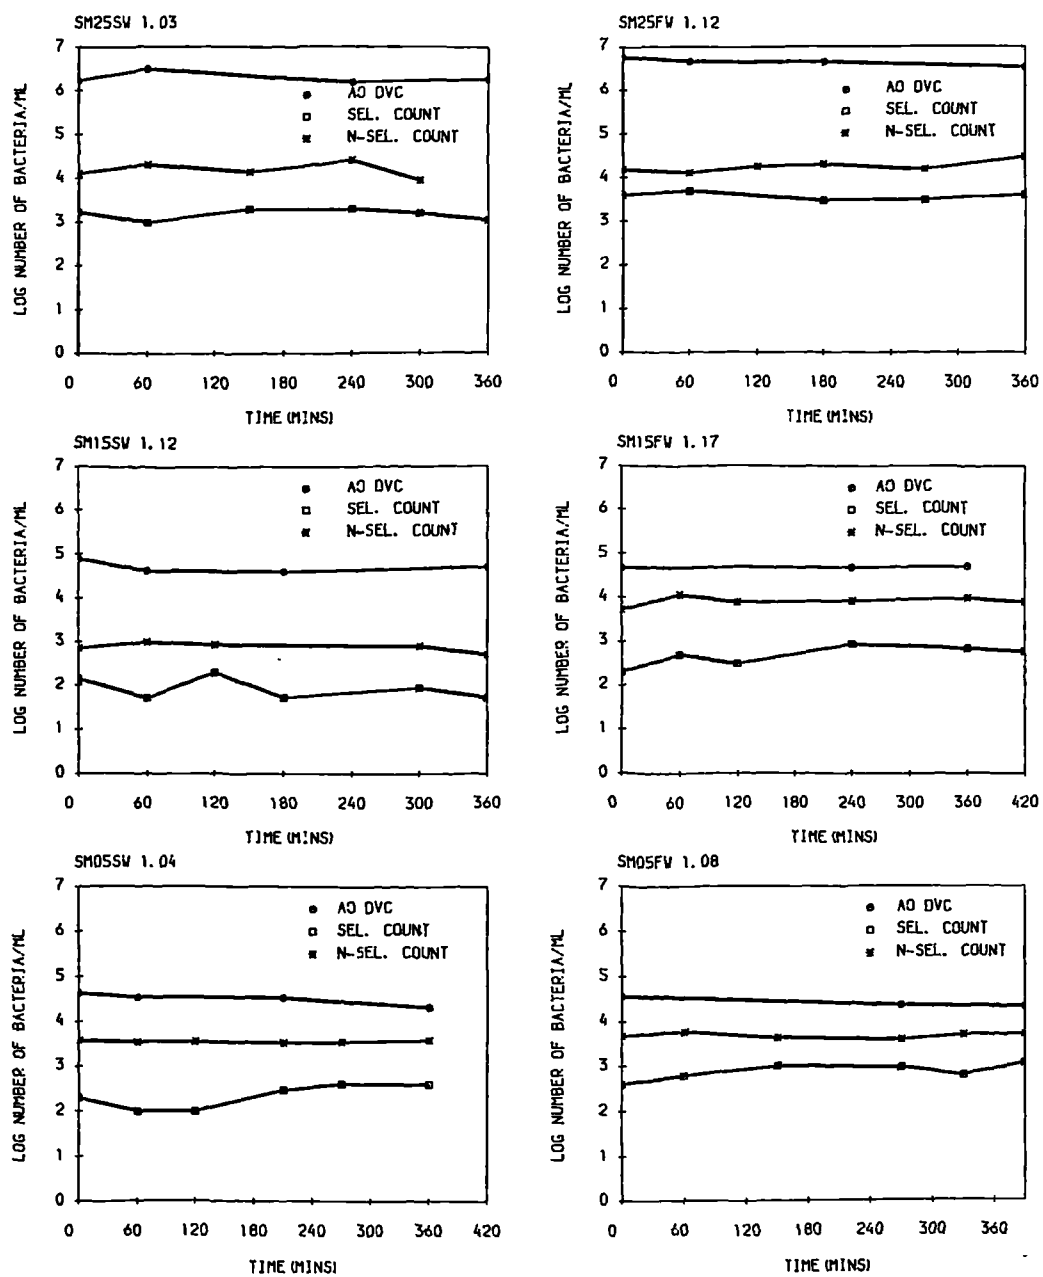 SM25SW 1.03
LOG NUMBER OF BACTERIA/ML
7
6
5
4
3
2
1
0
AO DVC
SEL. COUNT
N-SEL. COUNT
0 60 120 180 240 300 360
TIME (MINS)
SM25FW 1.12
LOG NUMBER OF BACTERIA/ML
7
6
5
4
3
2
1
0
AO DVC
SEL. COUNT
N-SEL. COUNT
0 60 120 180 240 300 360
TIME (MINS)
SM15SW 1.12
LOG NUMBER OF BACTERIA/ML
7
6
5
4
3
2
1
0
AO DVC
SEL. COUNT
N-SEL. COUNT
0 60 120 180 240 300 360
TIME (MINS)
SM15FW 1.17
LOG NUMBER OF BACTERIA/ML
7
6
5
4
3
2
1
0
AO DVC
SEL. COUNT
N-SEL. COUNT
0 60 120 180 240 300 360 420
TIME (MINS)
SM05SW 1.04
LOG NUMBER OF BACTERIA/ML
7
6
5
4
3
2
1
0
AO DVC
SEL. COUNT
N-SEL. COUNT
0 60 120 180 240 300 360 420
TIME (MINS)
SM05FW 1.08
LOG NUMBER OF BACTERIA/ML
7
6
5
4
3
2
1
0
AO DVC
SEL. COUNT
N-SEL. COUNT
0 60 120 180 240 300 360
TIME (MINS)